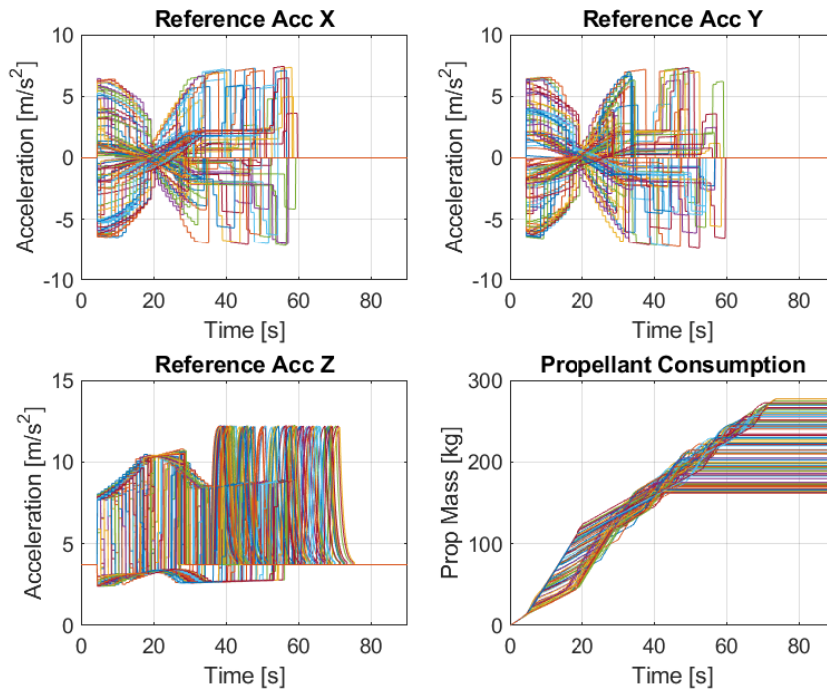 Reference Acc X
Acceleration [m/s²]
10
5
0
-5
-10
0 20 40 60 80
Time [s]
Reference Acc Y
Acceleration [m/s²]
10
5
0
-5
-10
0 20 40 60 80
Time [s]
Reference Acc Z
Acceleration [m/s²]
15
10
5
0
0 20 40 60 80
Time [s]
Propellant Consumption
Prop Mass [kg]
300
200
100
0
0 20 40 60 80
Time [s]